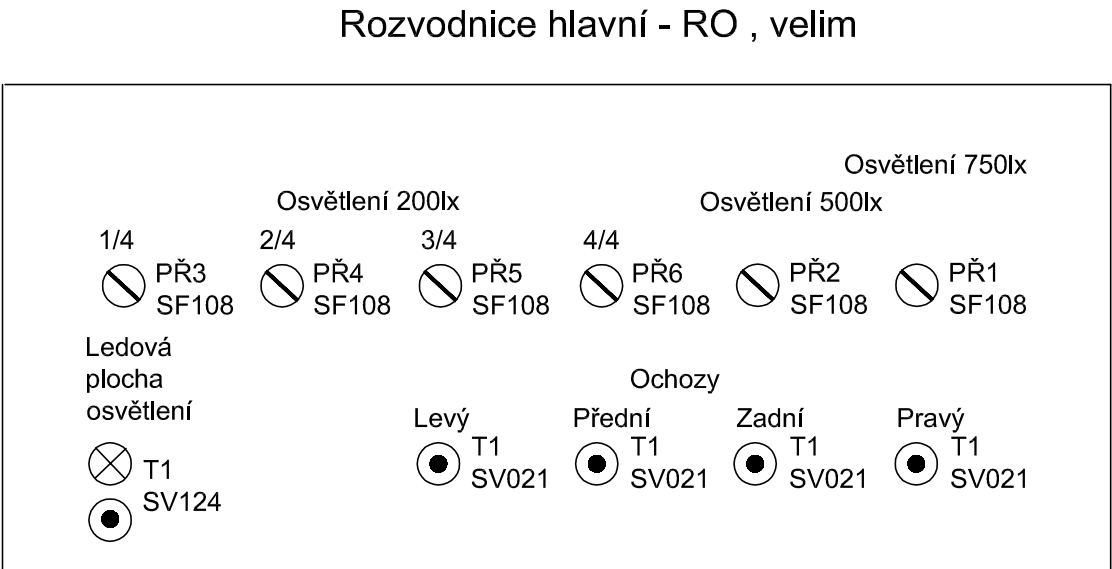 Rozvodnice hlavní - RO , velim
Osvětlení 750lx
Osvětlení 200lx
Osvětlení 500lx
1/4
2/4
3/4
4/4
PŘ3
SF108
PŘ4
SF108
PŘ5
SF108
PŘ6
SF108
PŘ2
SF108
PŘ1
SF108
Ledová
plocha
osvětlení
T1
SV124
Ochozy
Levý
T1
SV021
Přední
T1
SV021
Zadní
T1
SV021
Pravý
T1
SV021